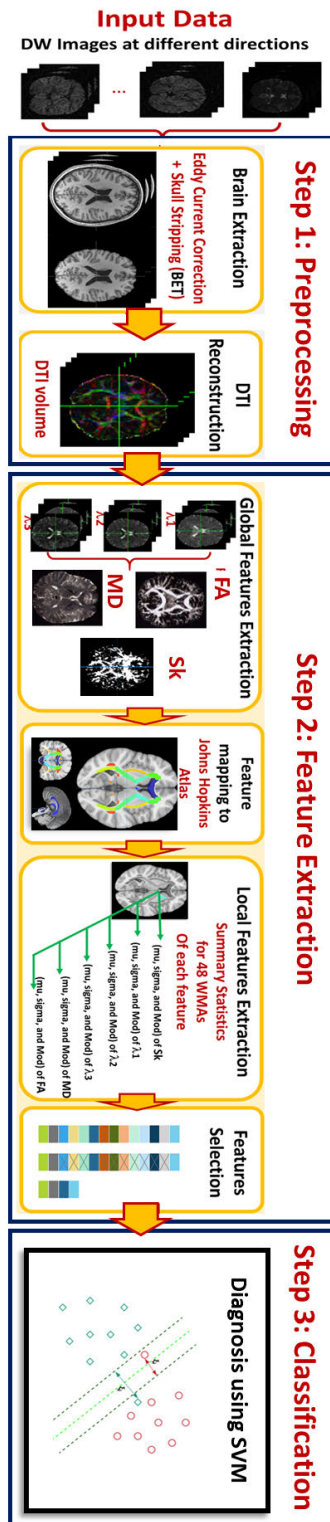 Input Data
DW Images at different directions
...
Step 1: Preprocessing
Brain Extraction
Eddy Current Correction
+ Skull Stripping (BET)
DTI
Reconstruction
DTI volume
Step 2: Feature Extraction
Global Features Extraction
λ1
λ2
λ3
FA
MD
Sk
Feature
mapping to
Johns Hopkins
Atlas
Local Features Extraction
Summary Statistics
for 48 WMAs
Of each feature
(mu, sigma, and Mod) of Sk
(mu, sigma, and Mod) of λ1
(mu, sigma, and Mod) of λ2
(mu, sigma, and Mod) of λ3
(mu, sigma, and Mod) of MD
(mu, sigma, and Mod) of FA
Features
Selection
Step 3: Classification
Diagnosis using SVM